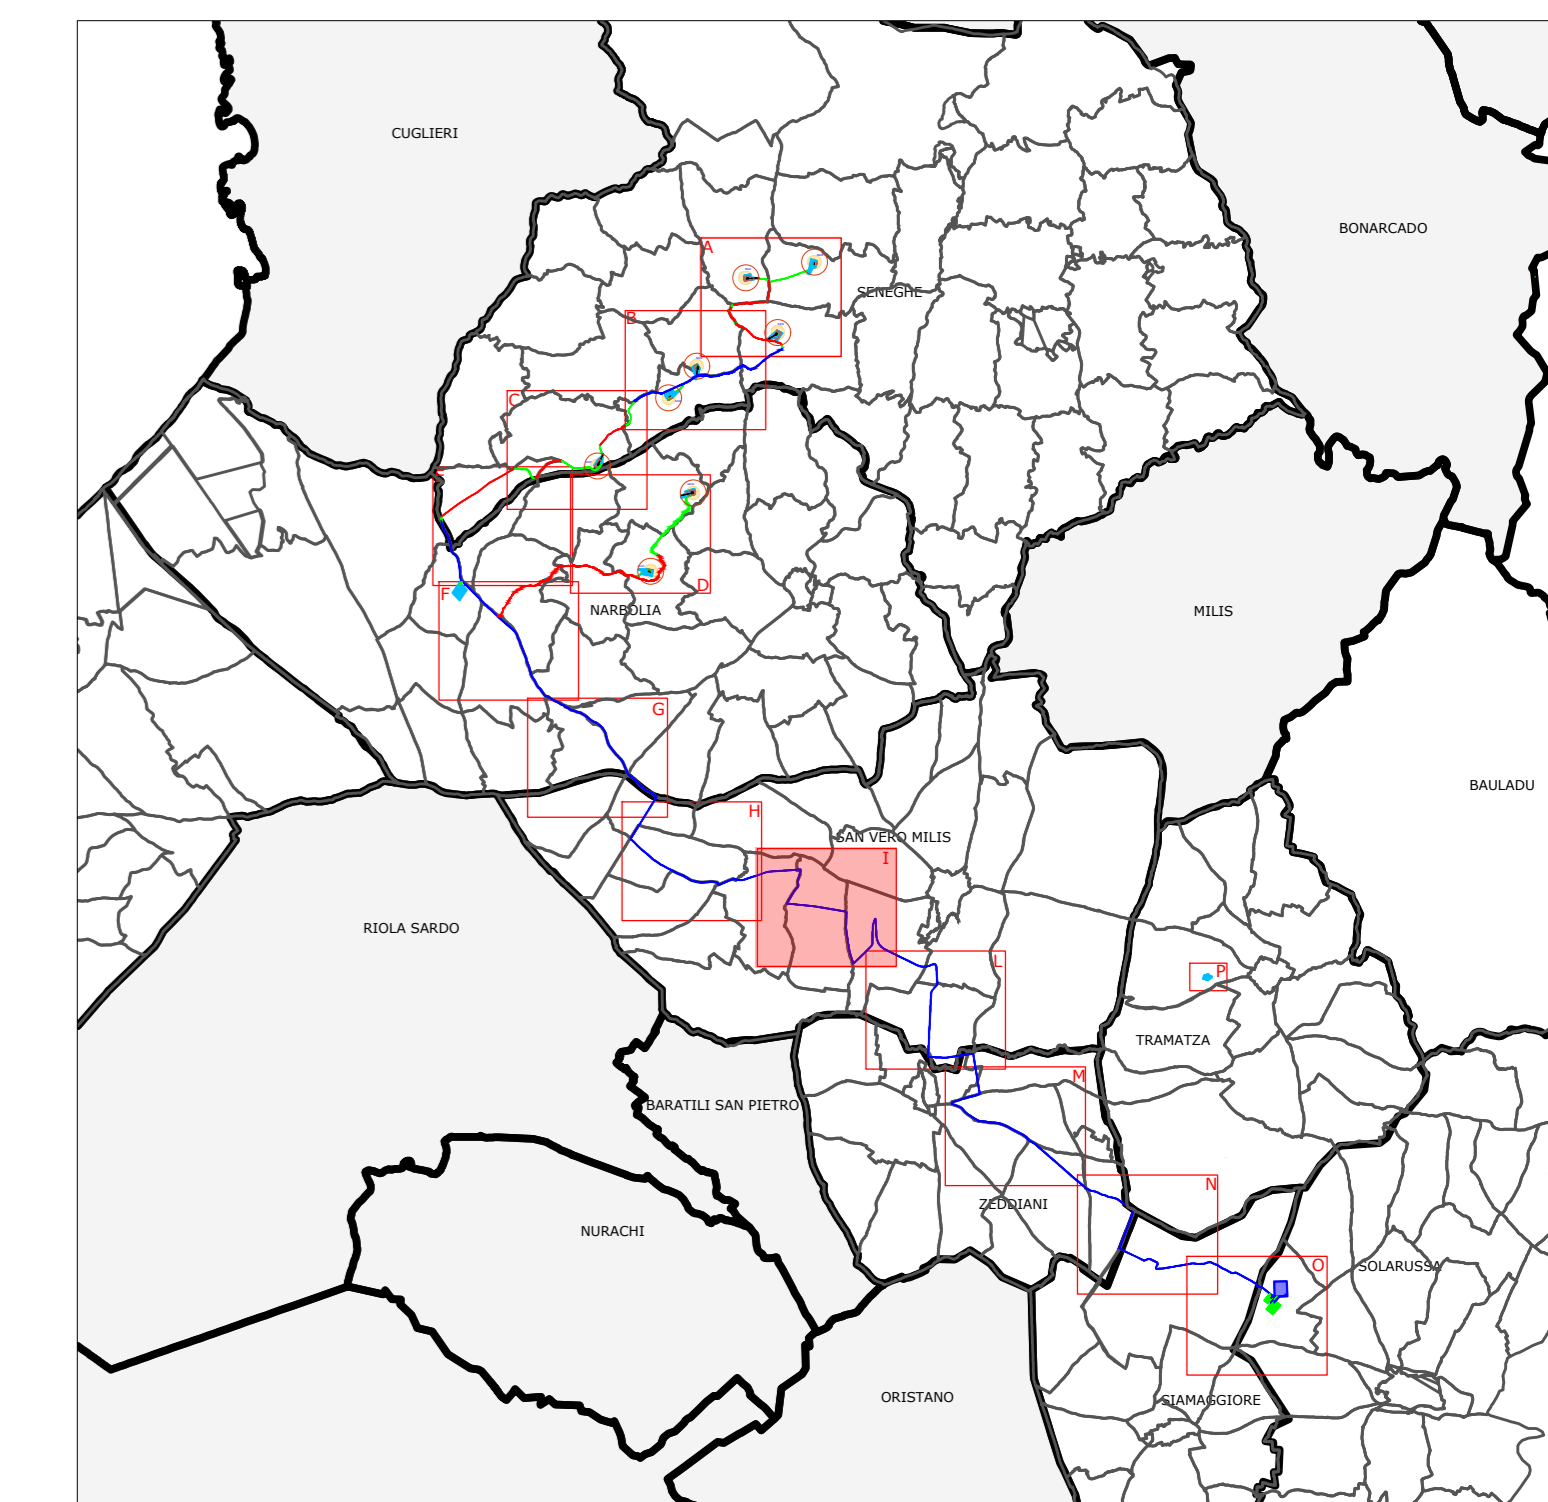 CUGLIERI
BONARCADO
A
SENEGHE
B
C
E
D
F
NARBOLIA
MILIS
G
BAULADU
H
SAN VERO MILIS
I
RIOLA SARDO
L
P
TRAMATZA
M
BARATILI SAN PIETRO
N
ZEDDIANI
NURACHI
O
SOLARUSSA
ORISTANO
SIAMAGGIORE